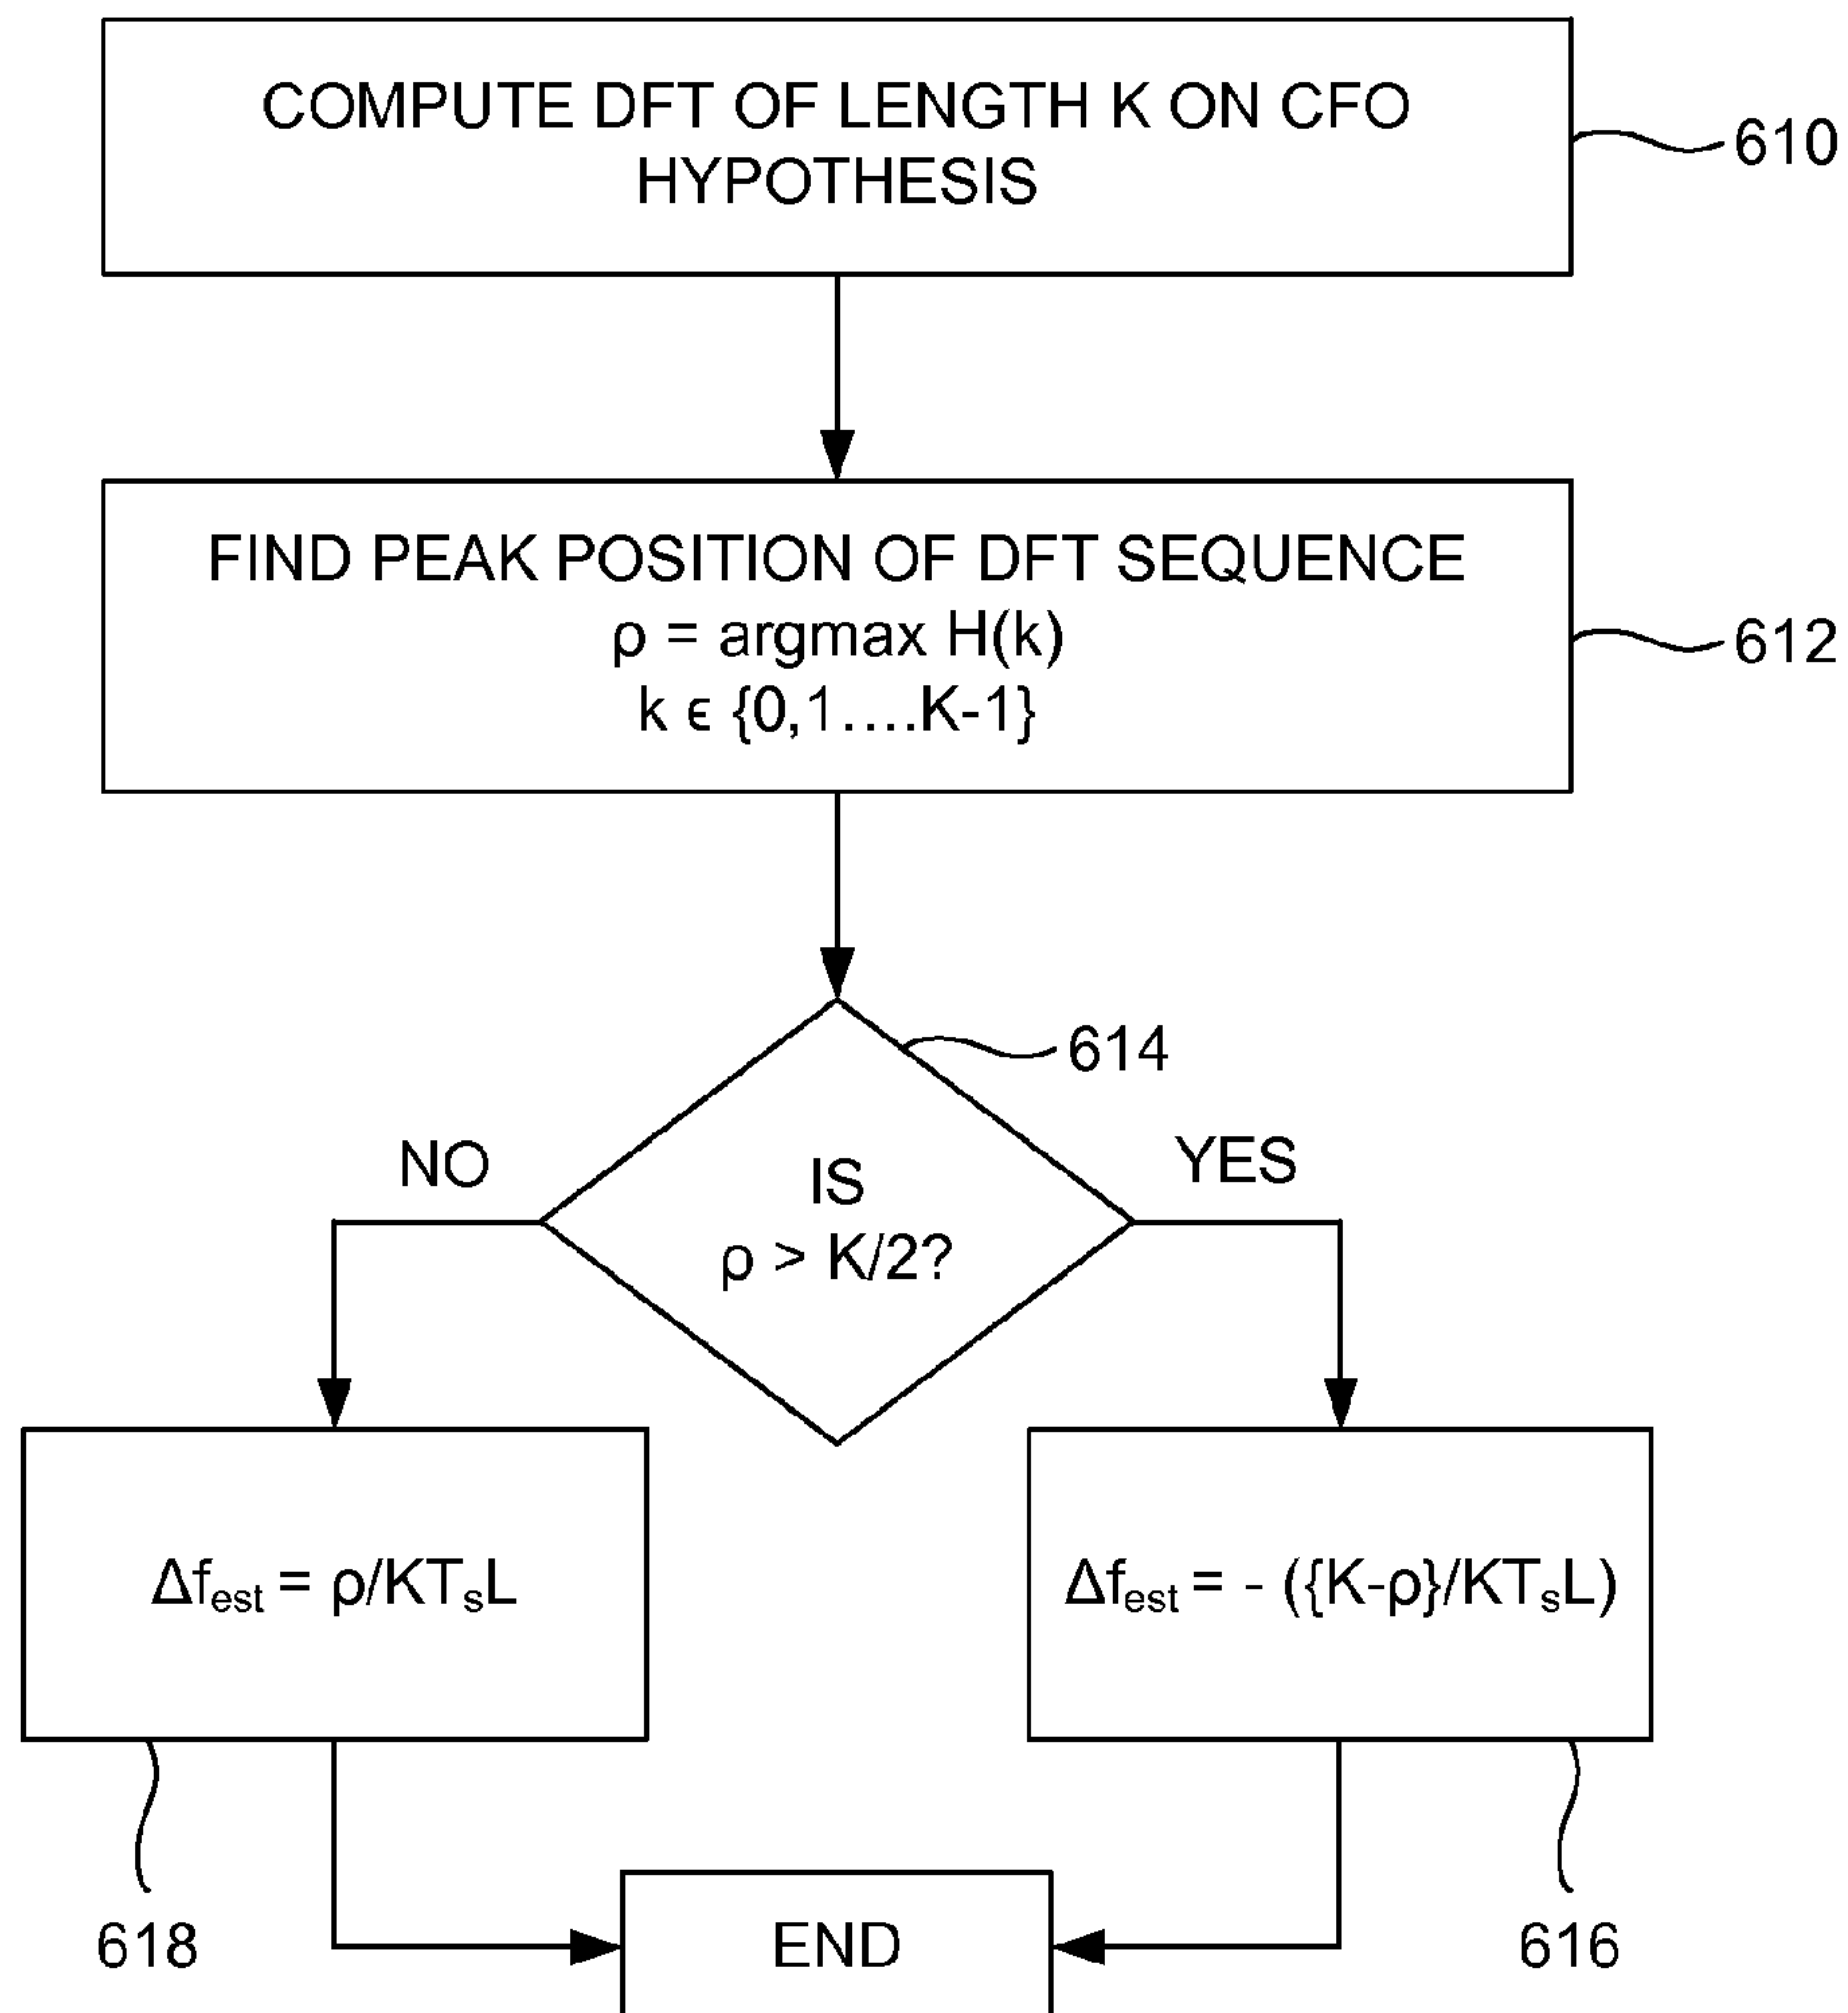 COMPUTE DFT OF LENGTH K ON CFO
HYPOTHESIS
610
FIND PEAK POSITION OF DFT SEQUENCE
ρ = argmax H(k)
k ϵ {0,1....K-1}
612
614
NO
YES
IS
ρ > K/2?
Δfest = ρ/KTsL
Δfest = - ({K-ρ}/KTsL)
618
END
616